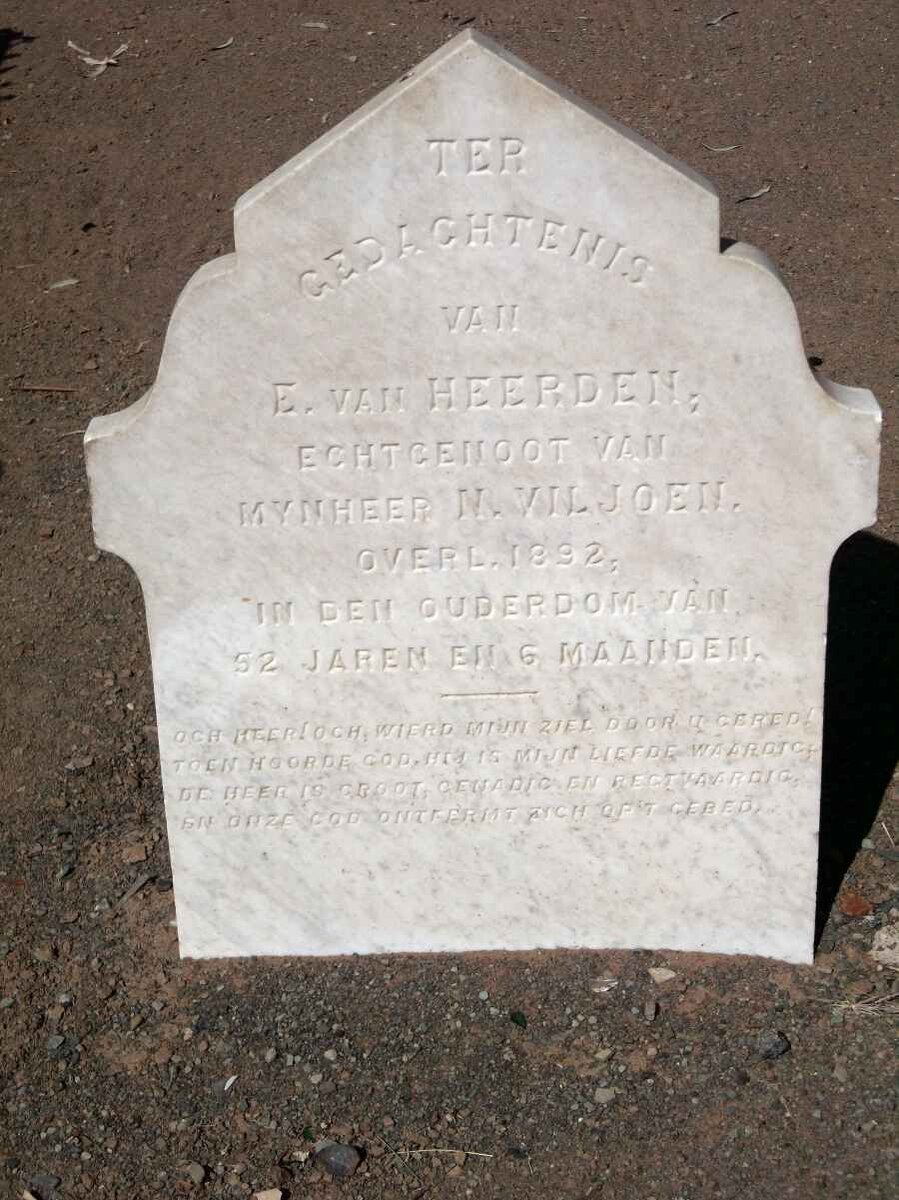 TER
GEDACHTENIS
VAN
E. VAN HEERDEN,
ECHTGENOOT VAN
MYNHEER N. VILJOEN.
OVERL. 1892,
IN DEN OUDERDOM VAN
52 JAREN EN 6 MAANDEN.
OCH HEER! OCH, WIERD MIJN ZIEL DOOR U GERED!
TOEN HOORDE GOD, HIJ IS MIJN LIEFDE WAARDIG;
DE HEER IS GROOT, GENADIG EN REGTVAARDIG,
EN ONZE GOD ONTFERMT ZICH OP'T GEBED.